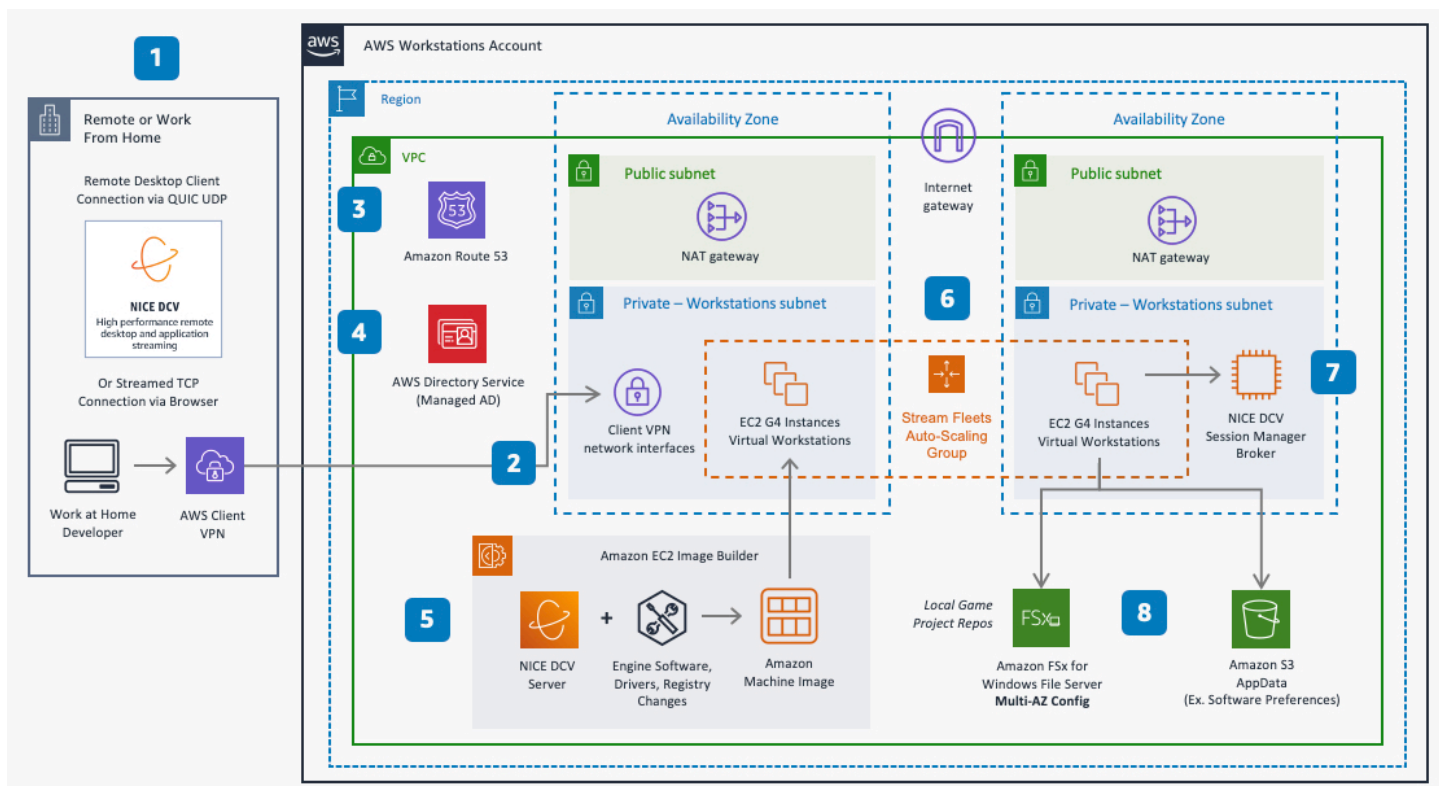 1
Remote or Work
From Home
Remote Desktop Client
Connection via QUIC UDP
NICE DCV
High performance remote
desktop and application
streaming
Or Streamed TCP
Connection via Browser
Work at Home
Developer
AWS Client
VPN
aws
AWS Workstations Account
Region
VPC
3
53
Amazon Route 53
4
AWS Directory Service
(Managed AD)
2
Availability Zone
Public subnet
NAT gateway
Private – Workstations subnet
Client VPN
network interfaces
EC2 G4 Instances
Virtual Workstations
Internet
gateway
6
Stream Fleets
Auto-Scaling
Group
Availability Zone
Public subnet
NAT gateway
Private – Workstations subnet
EC2 G4 Instances
Virtual Workstations
NICE DCV
Session Manager
Broker
7
5
Amazon EC2 Image Builder
NICE DCV
Server
+
Engine Software,
Drivers, Registry
Changes
Amazon
Machine Image
Local Game
Project Repos
FSx
Amazon FSx for
Windows File Server
Multi-AZ Config
8
Amazon S3
AppData
(Ex. Software Preferences)